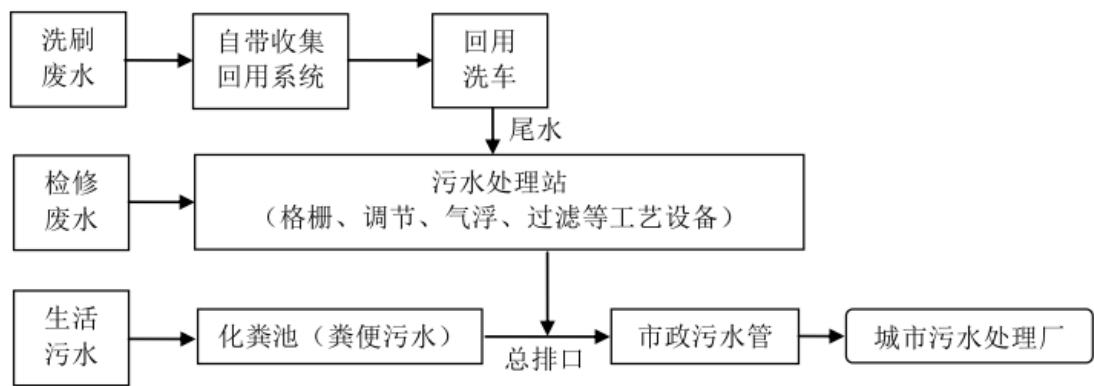 洗刷
废水
自带收集
回用系统
回用
洗车
尾水
检修
废水
污水处理站
（格栅、调节、气浮、过滤等工艺设备）
生活
污水
化粪池（粪便污水）
总排口
市政污水管
城市污水处理厂